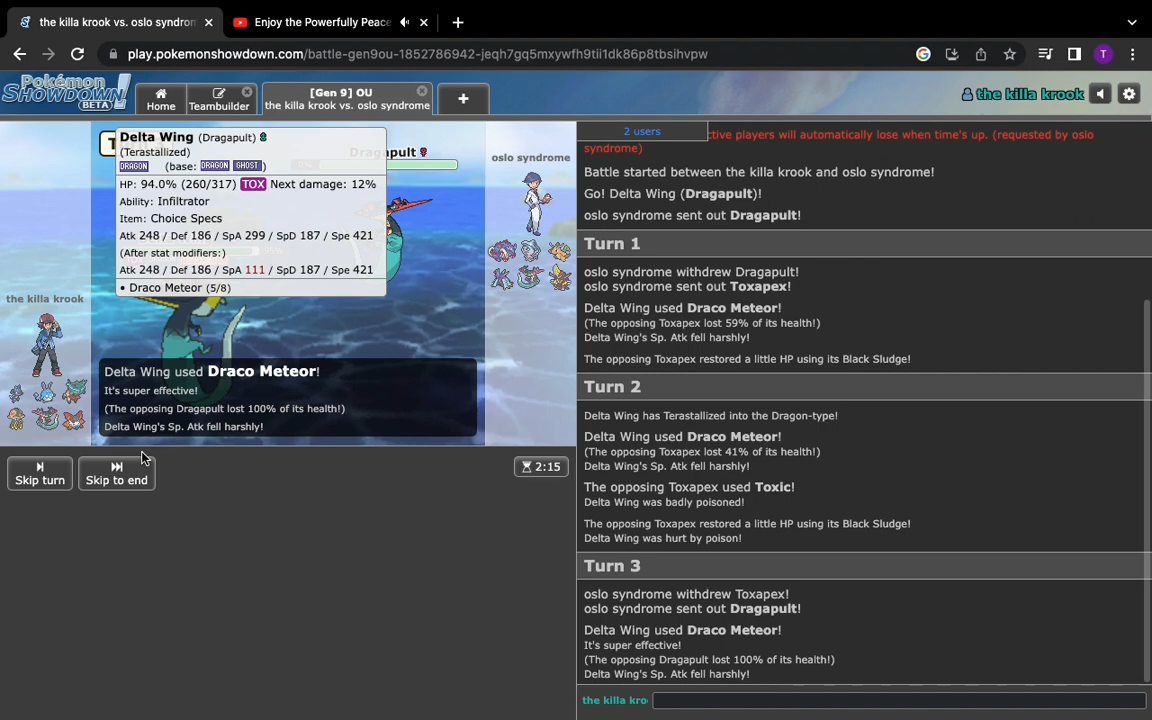 the killa krook vs. oslo syndron
Enjoy the Powerfully Peace
play.pokemonshowdown.com/battle-gen9ou-1852786942-jeqh7gq5mxywfh9tii1dk86p8tbsihvpw
T
Pokémon
SHOWDOWN!
BETA
Home
Teambuilder
[Gen 9] OU
the killa krook vs. oslo syndrome
the killa krook
Delta Wing (Dragapult)
(Terastallized)
DRAGON (base: DRAGON GHOST)
HP: 94.0% (260/317) TOX Next damage: 12%
Ability: Infiltrator
Item: Choice Specs
Atk 248 / Def 186 / SpA 299 / SpD 187 / Spe 421
(After stat modifiers:)
Atk 248 / Def 186 / SpA 111 / SpD 187 / Spe 421
• Draco Meteor (5/8)
pult
oslo syndrome
the killa krook
Delta Wing used Draco Meteor!
It's super effective!
(The opposing Dragapult lost 100% of its health!)
Delta Wing's Sp. Atk fell harshly!
Skip turn
Skip to end
2:15
2 users
ctive players will automatically lose when time's up. (requested by oslo
syndrome)
Battle started between the killa krook and oslo syndrome!
Go! Delta Wing (Dragapult)!
oslo syndrome sent out Dragapult!
Turn 1
oslo syndrome withdrew Dragapult!
oslo syndrome sent out Toxapex!
Delta Wing used Draco Meteor!
(The opposing Toxapex lost 59% of its health!)
Delta Wing's Sp. Atk fell harshly!
The opposing Toxapex restored a little HP using its Black Sludge!
Turn 2
Delta Wing has Terastallized into the Dragon-type!
Delta Wing used Draco Meteor!
(The opposing Toxapex lost 41% of its health!)
Delta Wing's Sp. Atk fell harshly!
The opposing Toxapex used Toxic!
Delta Wing was badly poisoned!
The opposing Toxapex restored a little HP using its Black Sludge!
Delta Wing was hurt by poison!
Turn 3
oslo syndrome withdrew Toxapex!
oslo syndrome sent out Dragapult!
Delta Wing used Draco Meteor!
It's super effective!
(The opposing Dragapult lost 100% of its health!)
Delta Wing's Sp. Atk fell harshly!
the killa kro